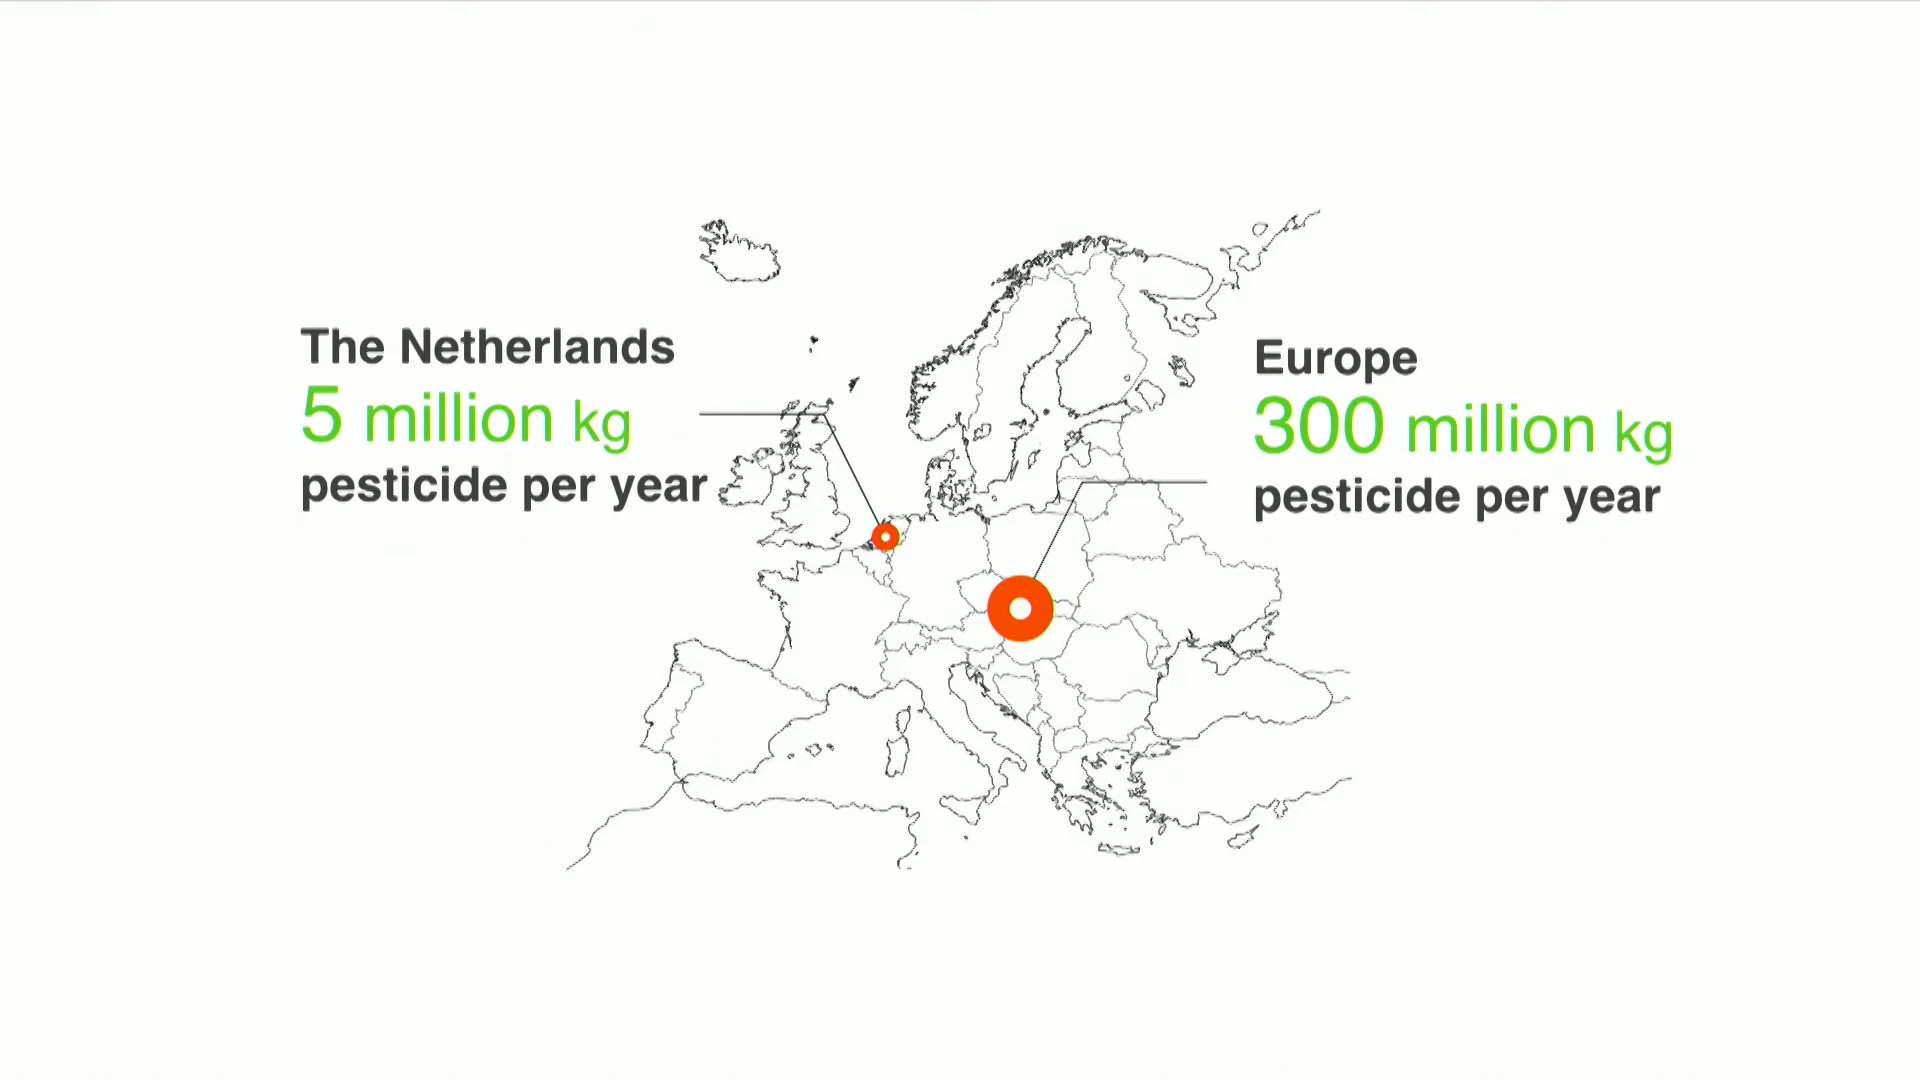 The Netherlands
5 million kg
pesticide per year
Europe
300 million kg
pesticide per year